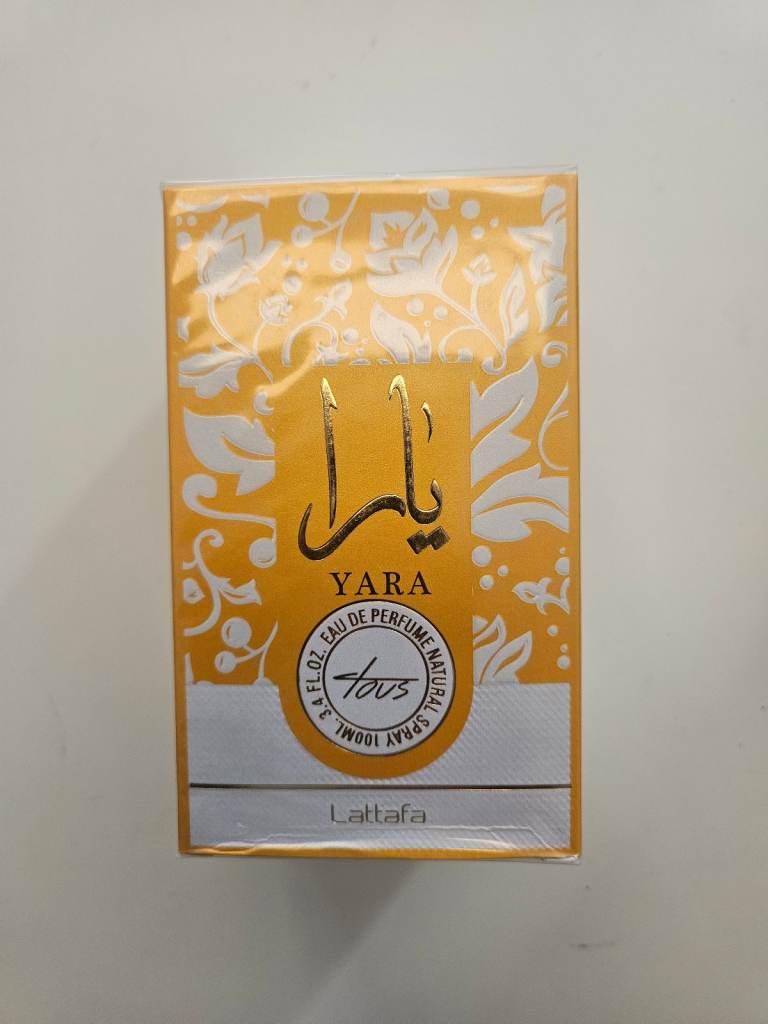 يارا
YARA
EAU DE PERFUME NATURAL SPRAY 100ML. 3.4 FL.OZ.
tous
Lattafa